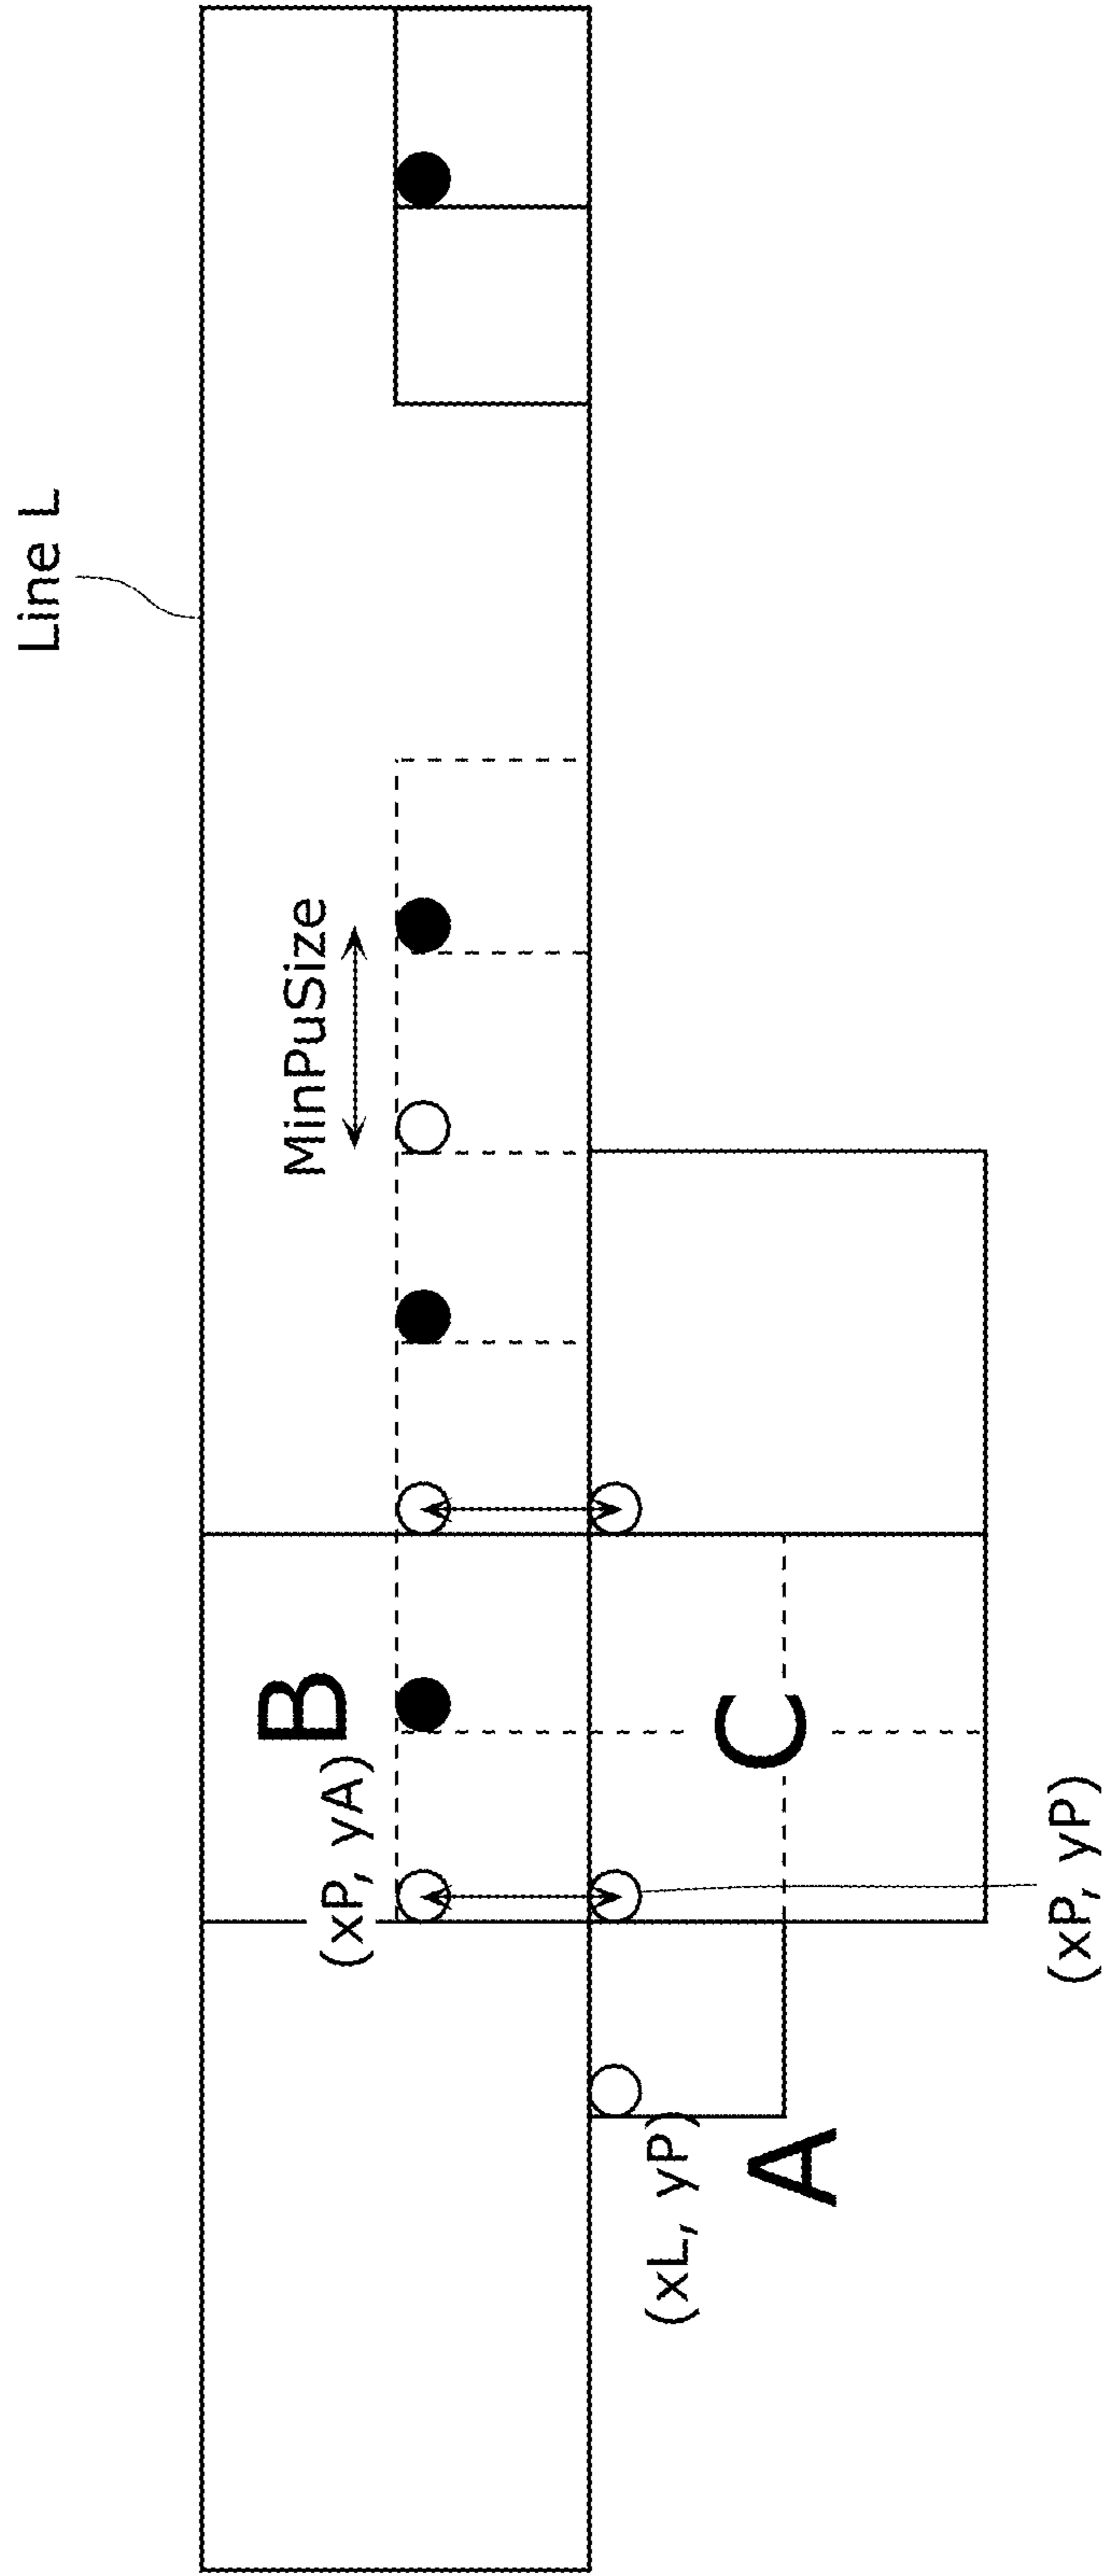 Line L
MinPuSize
B
(xP, yA)
C
(xP, yP)
(xL, yP)
A